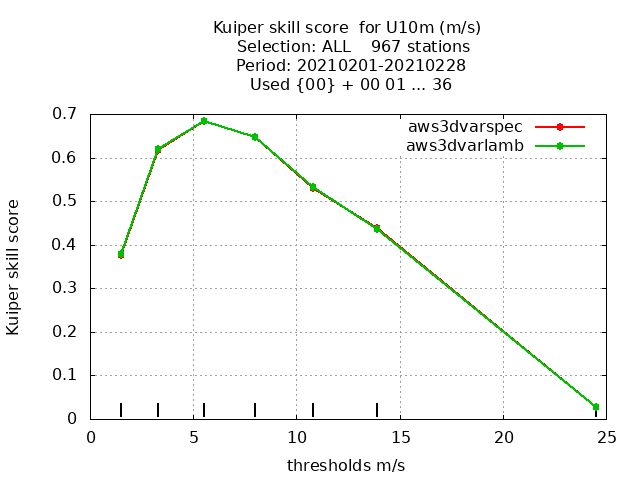 Kuiper skill score  for U10m (m/s)
Selection: ALL    967 stations
Period: 20210201-20210228
Used {00} + 00 01 ... 36
aws3dvarspec
aws3dvarlamb
0.7
0.6
0.5
0.4
0.3
0.2
0.1
0
Kuiper skill score
0 5 10 15 20 25
thresholds m/s